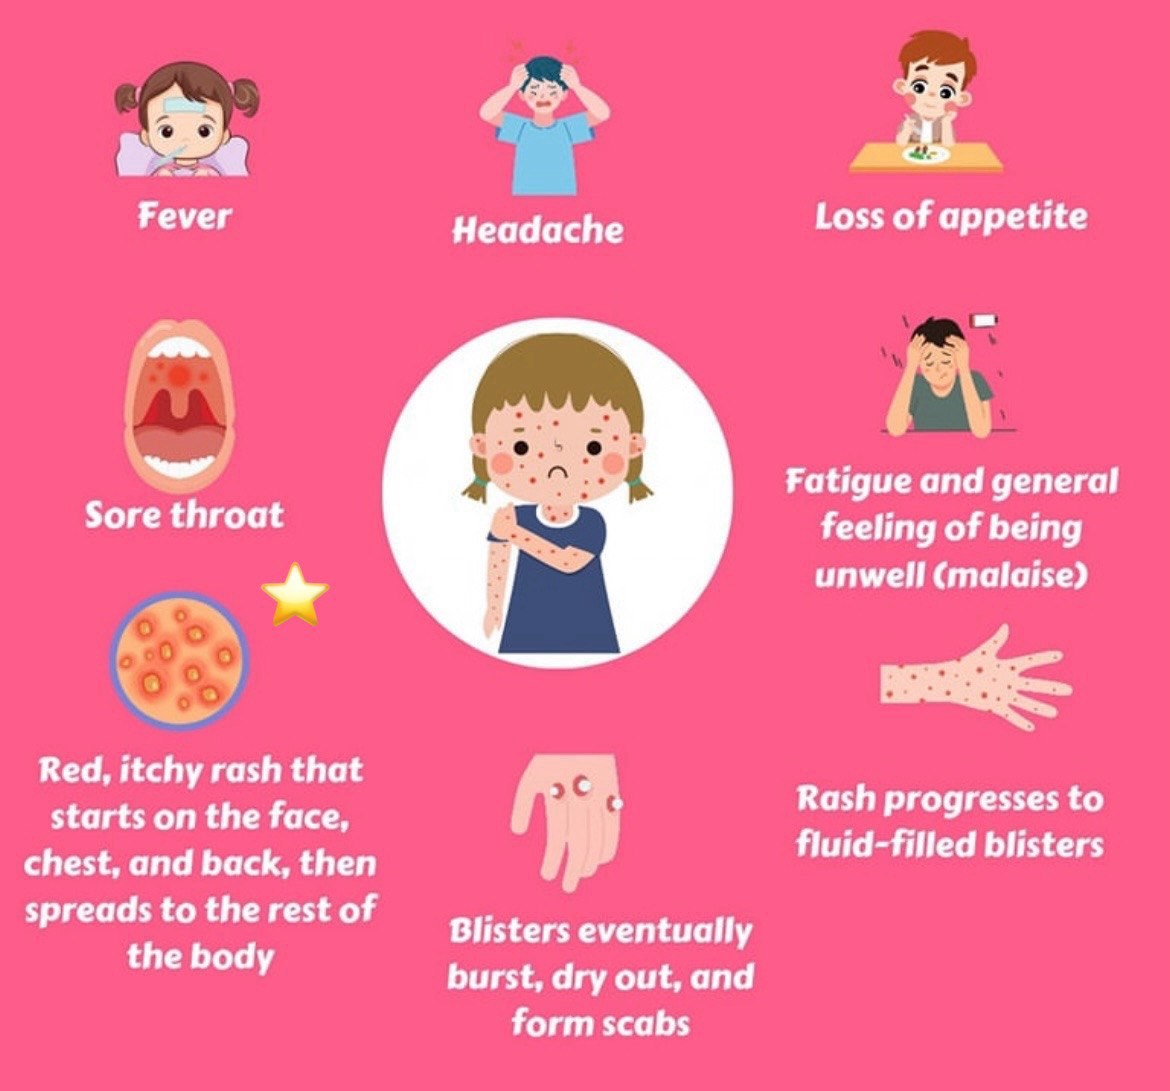 Fever
Headache
Loss of appetite
Sore throat
Fatigue and general
feeling of being
unwell (malaise)
Red, itchy rash that
starts on the face,
chest, and back, then
spreads to the rest of
the body
Rash progresses to
fluid-filled blisters
Blisters eventually
burst, dry out, and
form scabs